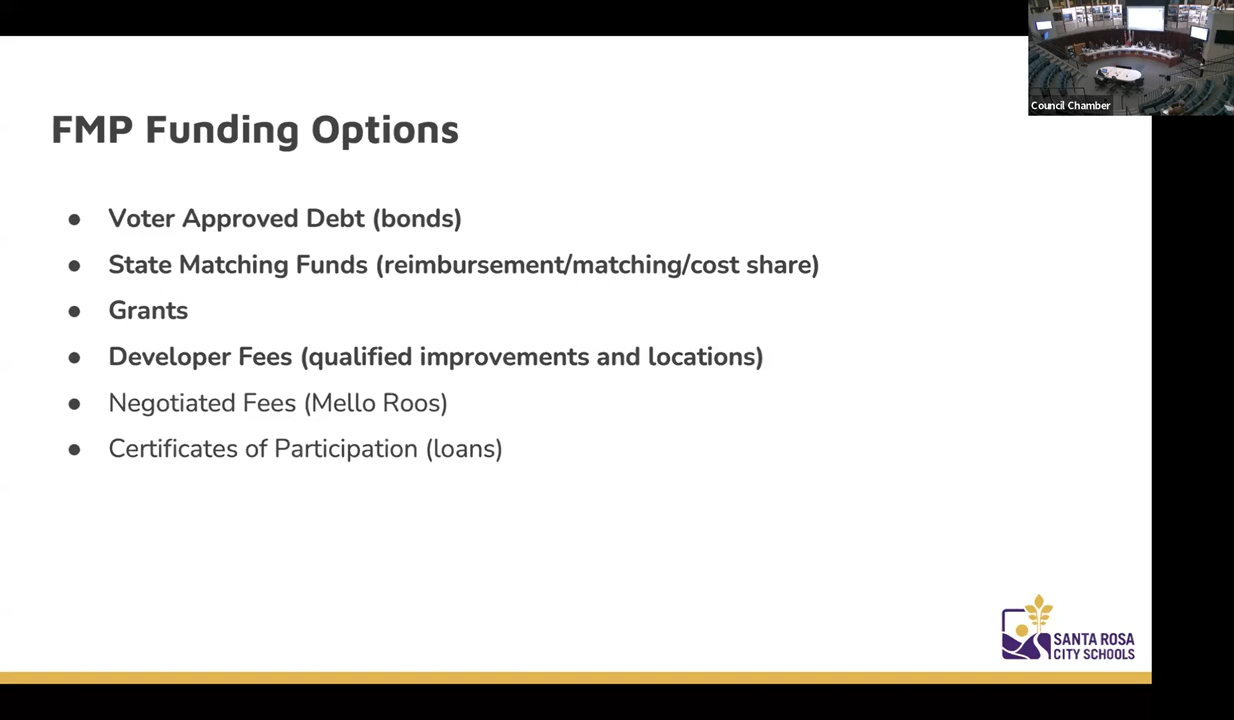 Council Chamber
FMP Funding Options
● Voter Approved Debt (bonds)
● State Matching Funds (reimbursement/matching/cost share)
● Grants
● Developer Fees (qualified improvements and locations)
● Negotiated Fees (Mello Roos)
● Certificates of Participation (loans)
SANTA ROSA
CITY SCHOOLS